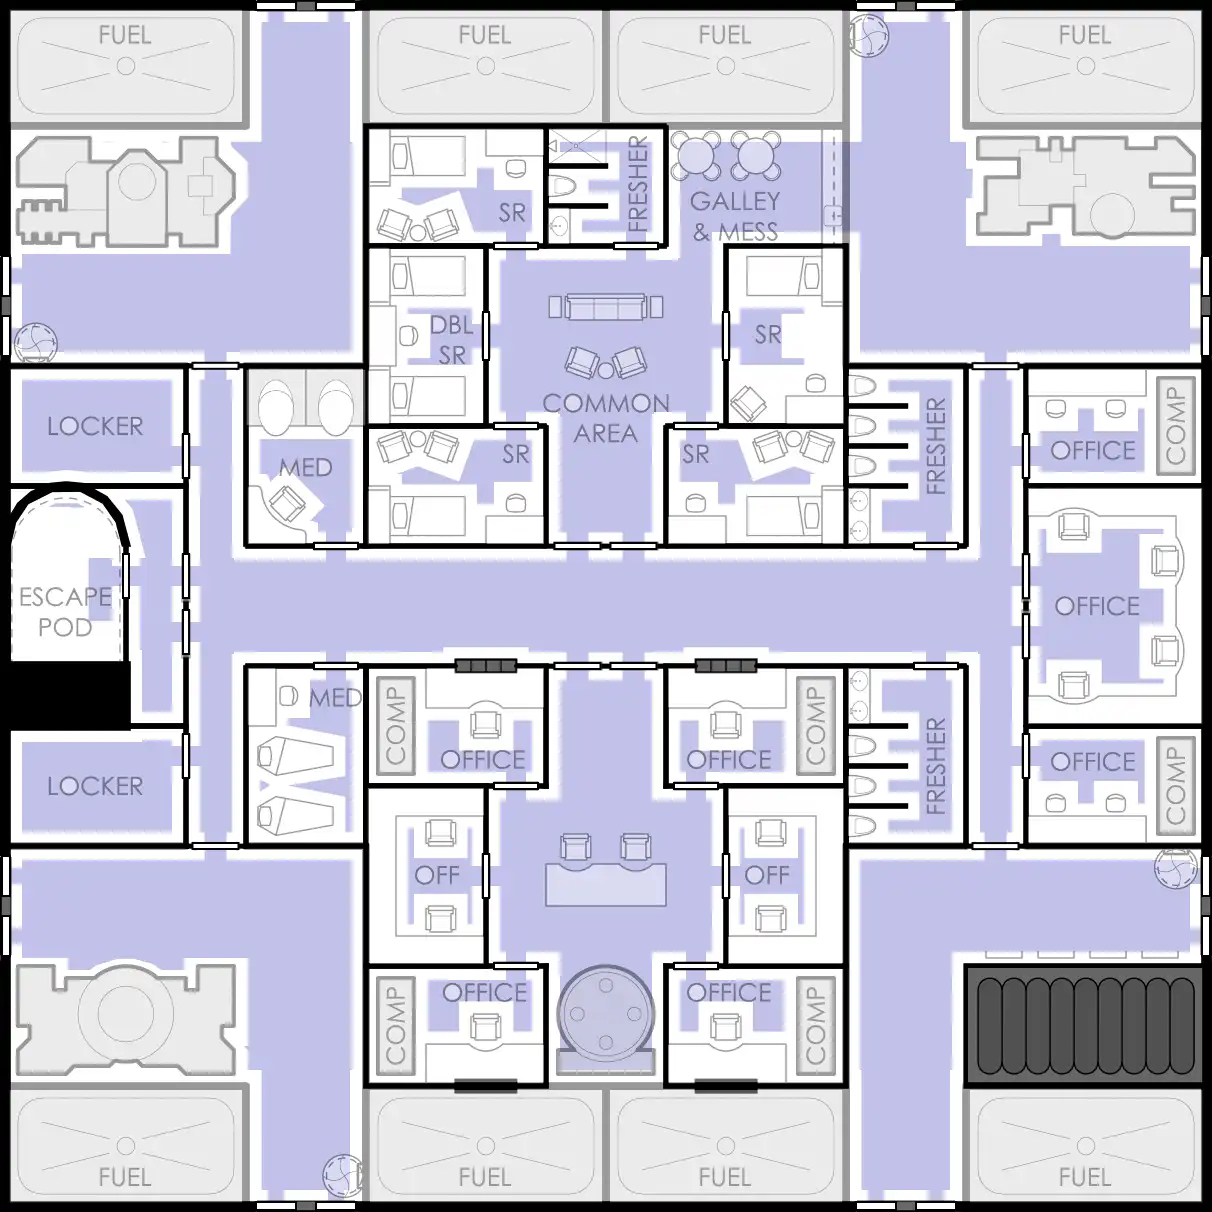 FUEL
FUEL
FUEL
FUEL
SR
FRESHER
GALLEY
& MESS
DBL
SR
SR
COMMON
AREA
LOCKER
MED
SR
SR
FRESHER
OFFICE
COMP
ESCAPE
POD
OFFICE
MED
COMP
OFFICE
OFFICE
COMP
FRESHER
OFFICE
COMP
LOCKER
OFF
OFF
COMP
OFFICE
OFFICE
COMP
FUEL
FUEL
FUEL
FUEL